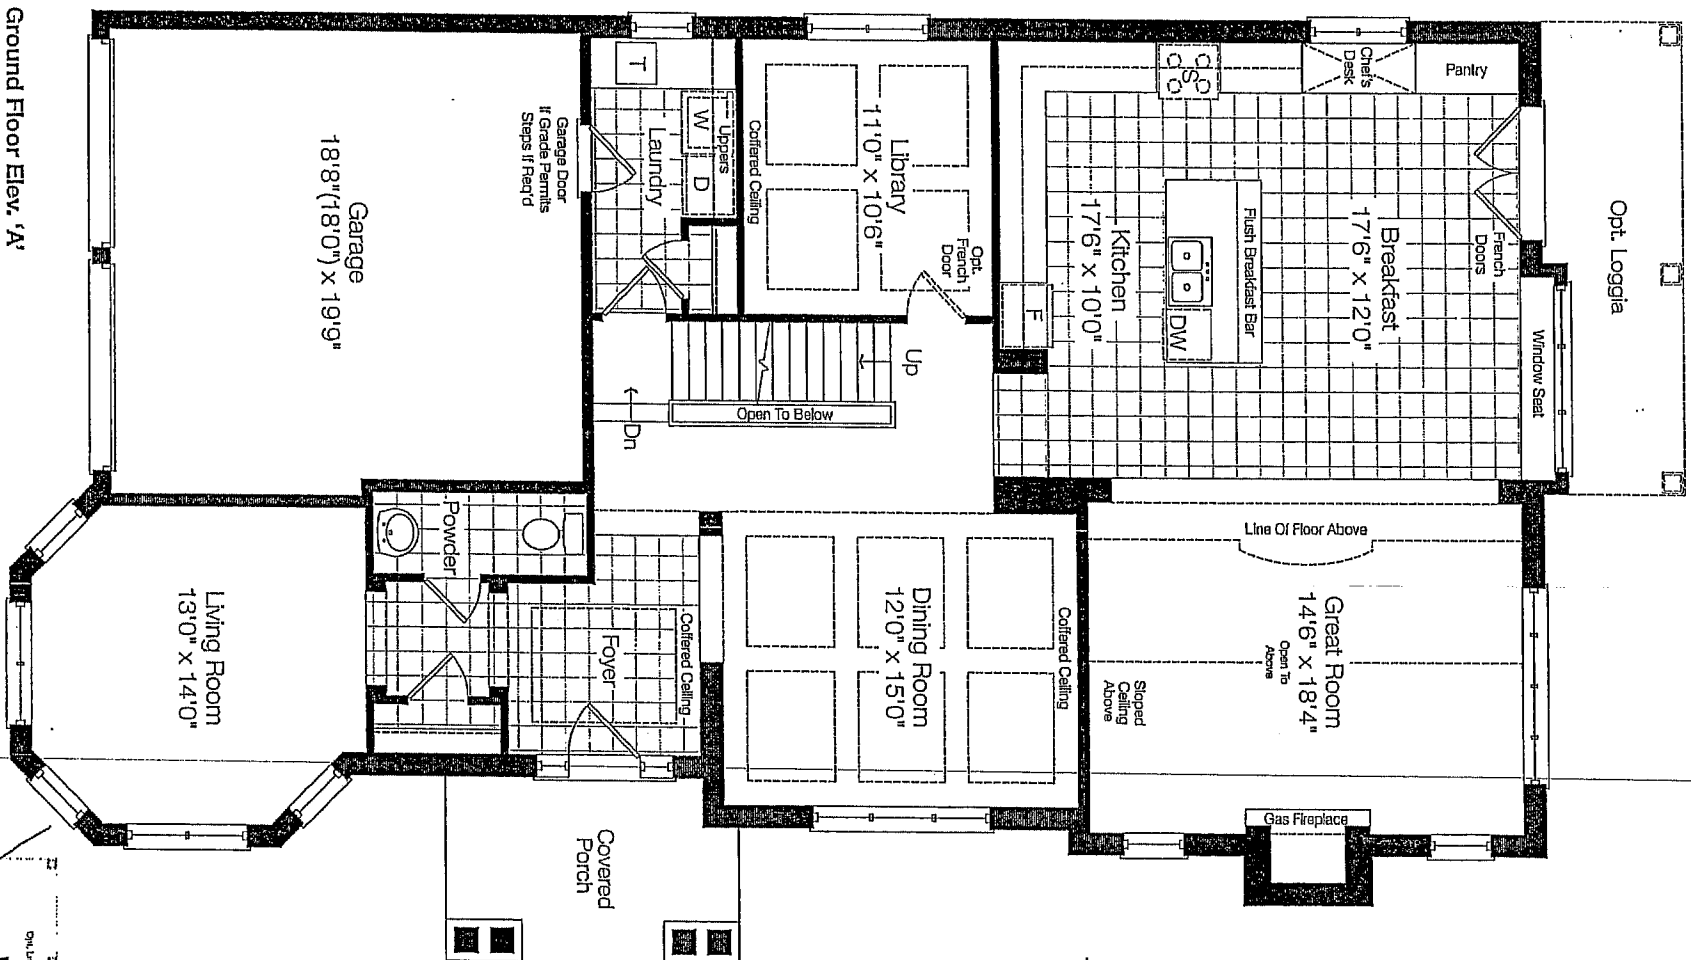 Ground Floor Elev. 'A'
Opt. Loggia
Pantry
Chef's
Desk
S
French
Doors
Window Seat
Breakfast
17'6" x 12'0"
Flush Breakfast Bar
DW
Kitchen
17'6" x 10'0"
F
Library
11'0" x 10'6"
Coffered Ceiling
Opt.
French
Door
T
Uppers
W
D
Laundry
Garage Door
If Grade Permits
Steps If Req'd
Garage
18'8"(18'0") x 19'9"
Up
Open To Below
Dn
Line Of Floor Above
Great Room
14'6" x 18'4"
Open To
Above
Sloped
Ceiling
Above
Gas Fireplace
Coffered Ceiling
Dining Room
12'0" x 15'0"
Coffered Ceiling
Foyer
Powder
Living Room
13'0" x 14'0"
Covered
Porch